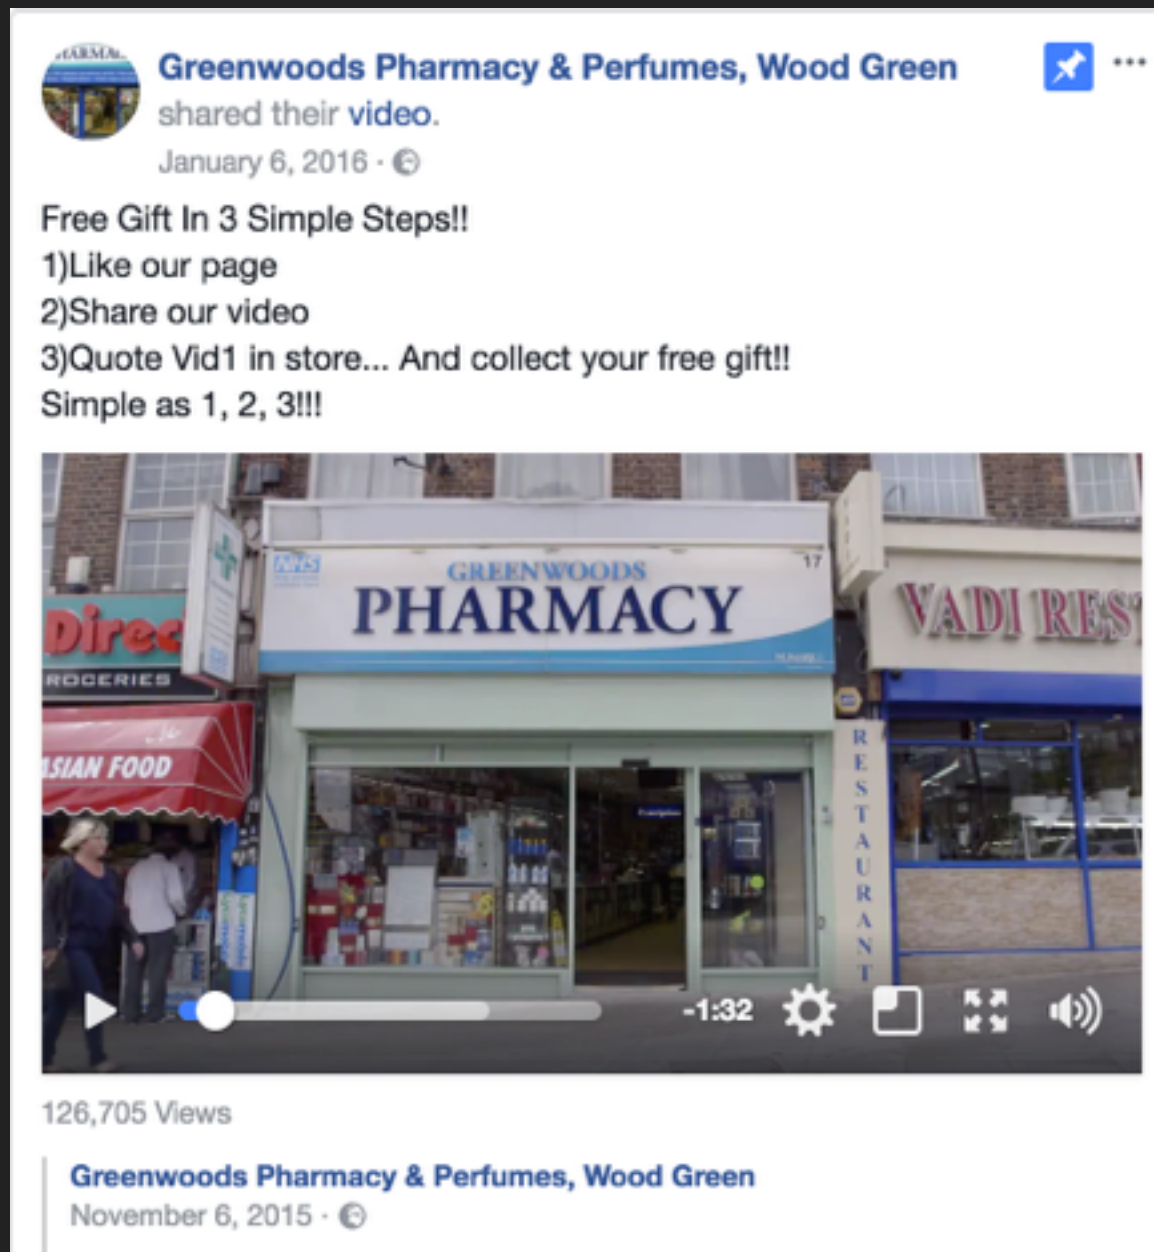 Greenwoods Pharmacy & Perfumes, Wood Green
shared their video.
January 6, 2016 ·
Free Gift In 3 Simple Steps!!
1)Like our page
2)Share our video
3)Quote Vid1 in store... And collect your free gift!!
Simple as 1, 2, 3!!!
NHS
GREENWOODS
17
PHARMACY
Direc
ROCERIES
ASIAN FOOD
VADI REST
RESTAURANT
-1:32
126,705 Views
Greenwoods Pharmacy & Perfumes, Wood Green
November 6, 2015 ·